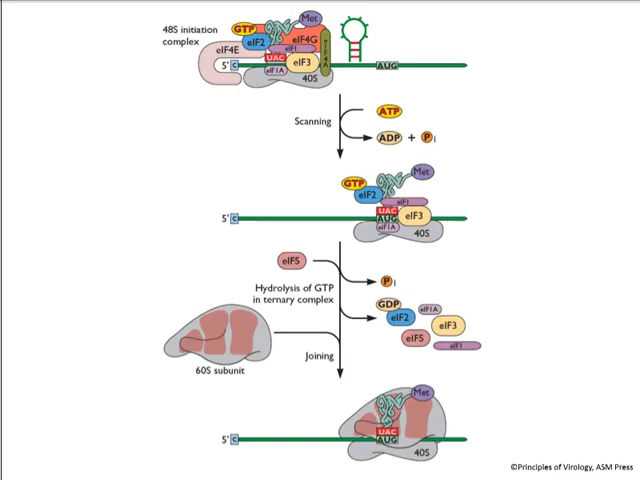 48S initiation
complex
GTP
Met
eIF2
eIF4G
eIF4E
eIF1
UAC
eIF3
eIF4A
eIF1A
40S
5' C
AUG
Scanning
ATP
ADP + Pi
GTP
Met
eIF2
eIF1
UAC
eIF3
5' C
AUG
eIF1A
40S
eIF5
Pi
Hydrolysis of GTP
in ternary complex
GDP
eIF2
eIF1A
eIF3
eIF5
eIF1
Joining
60S subunit
Met
UAC
5' C
AUG
40S
©Principles of Virology, ASM Press